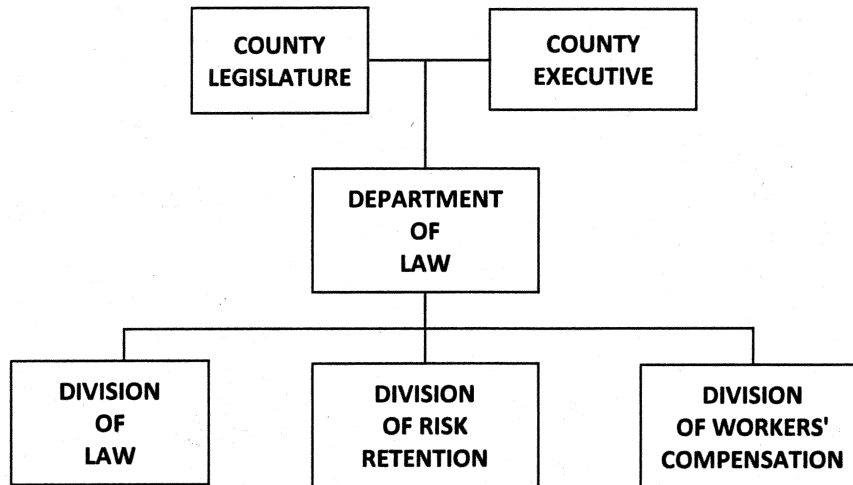 COUNTY
LEGISLATURE
COUNTY
EXECUTIVE
DEPARTMENT
OF
LAW
DIVISION
OF
LAW
DIVISION
OF RISK
RETENTION
DIVISION
OF WORKERS'
COMPENSATION